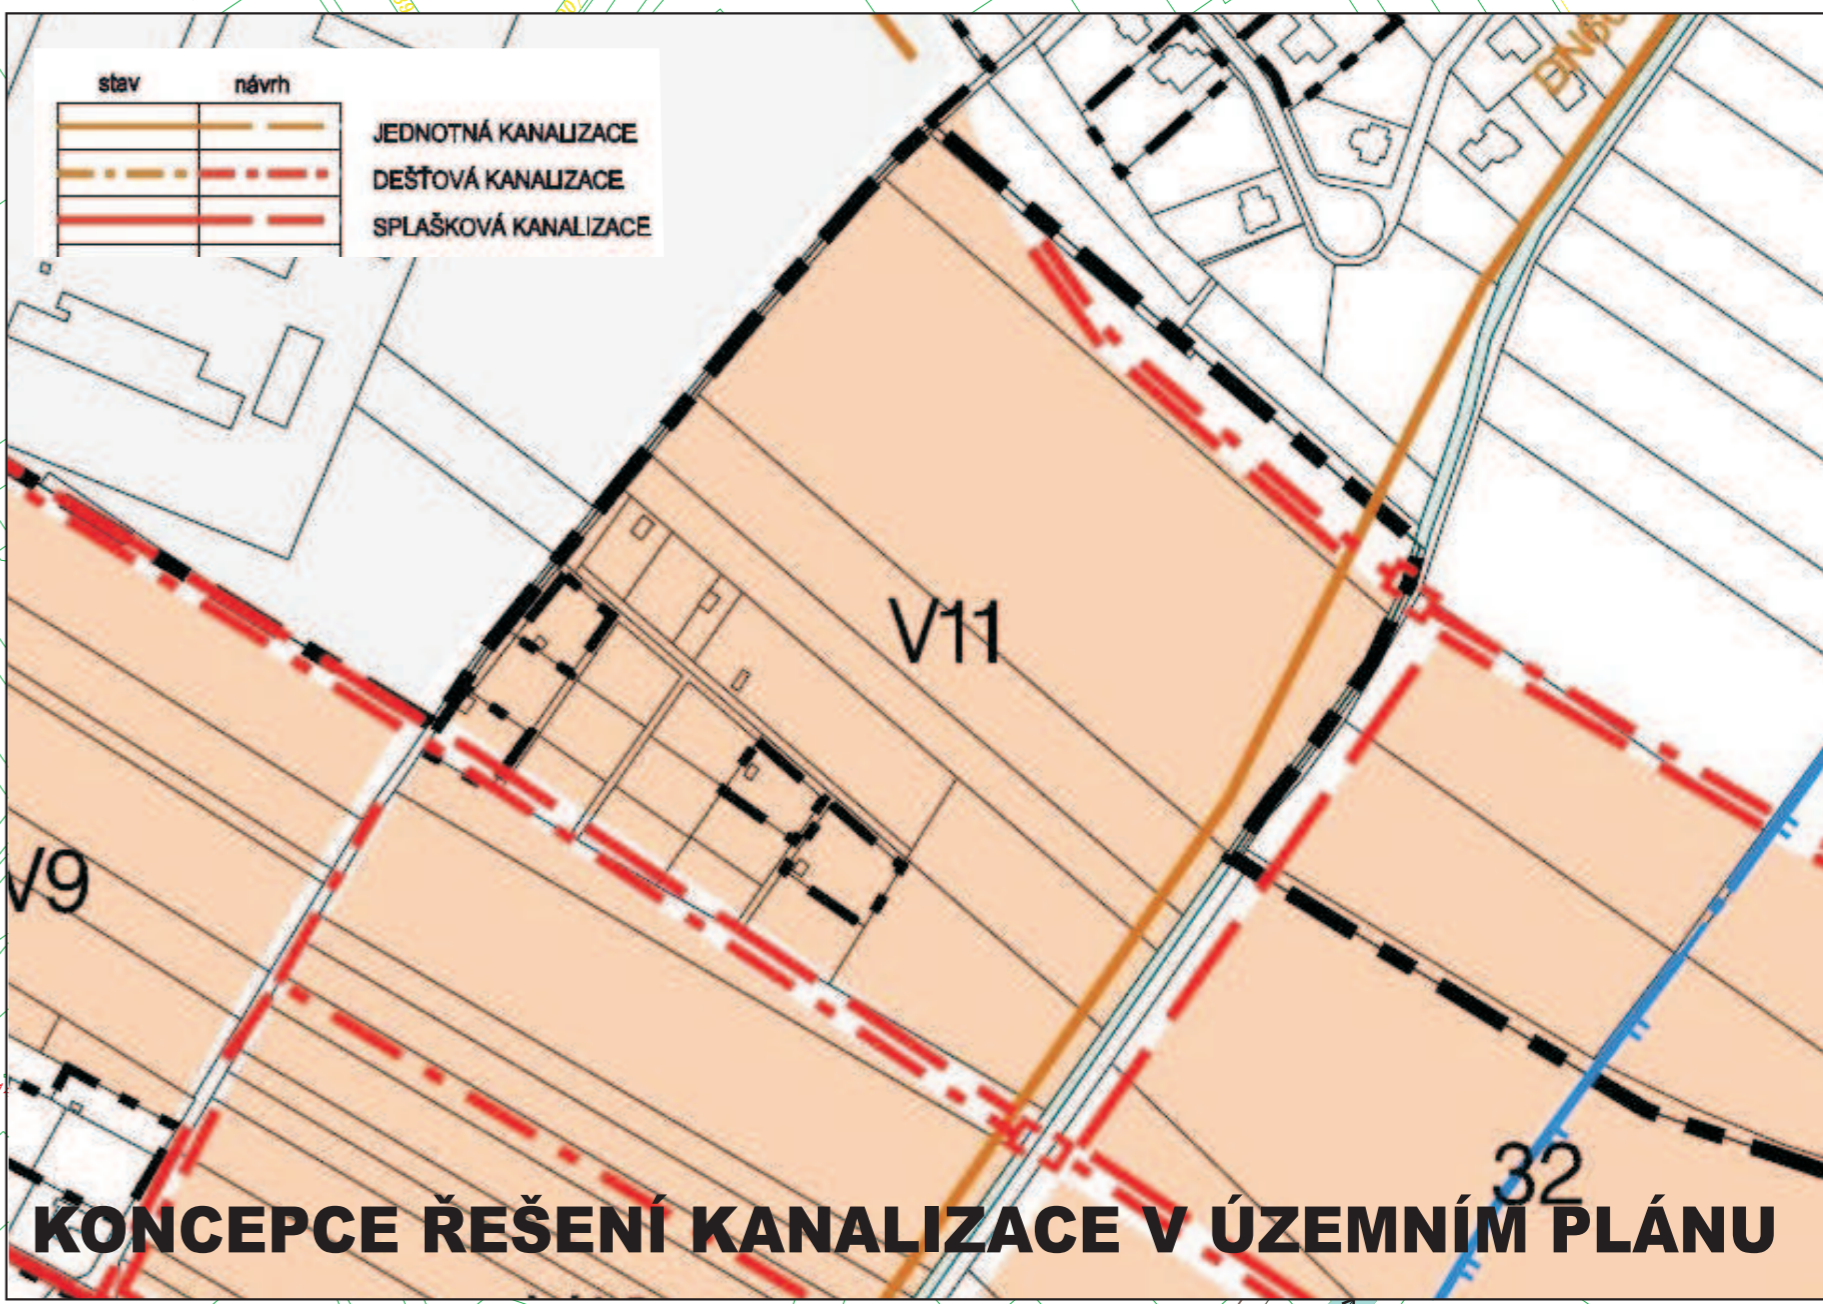 stav návrh
JEDNOTNÁ KANALIZACE
DEŠŤOVÁ KANALIZACE
SPLAŠKOVÁ KANALIZACE
V11
V9
32
KONCEPCE ŘEŠENÍ KANALIZACE V ÚZEMNÍM PLÁNU